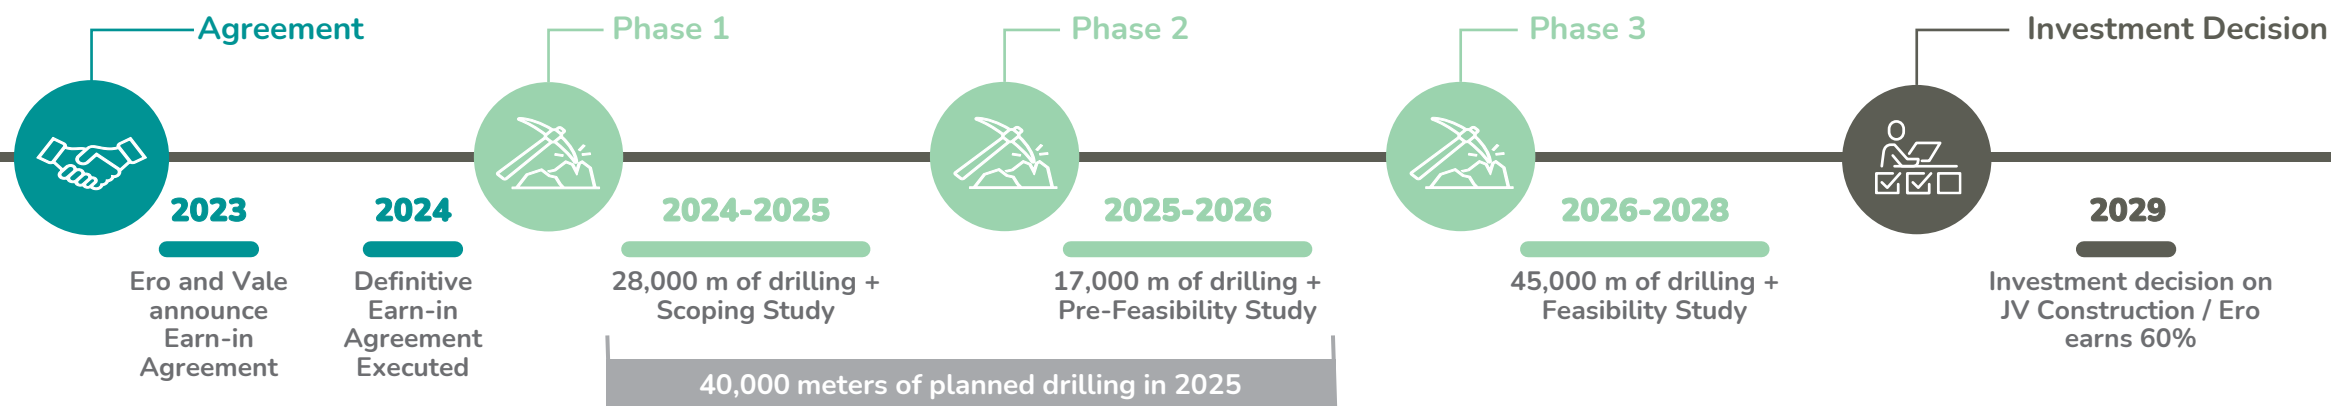 Agreement
Phase 1
Phase 2
Phase 3
Investment Decision
2023
Ero and Vale
announce
Earn-in
Agreement
2024
Definitive
Earn-in
Agreement
Executed
2024-2025
28,000 m of drilling +
Scoping Study
2025-2026
17,000 m of drilling +
Pre-Feasibility Study
40,000 meters of planned drilling in 2025
2026-2028
45,000 m of drilling +
Feasibility Study
2029
Investment decision on
JV Construction / Ero
earns 60%